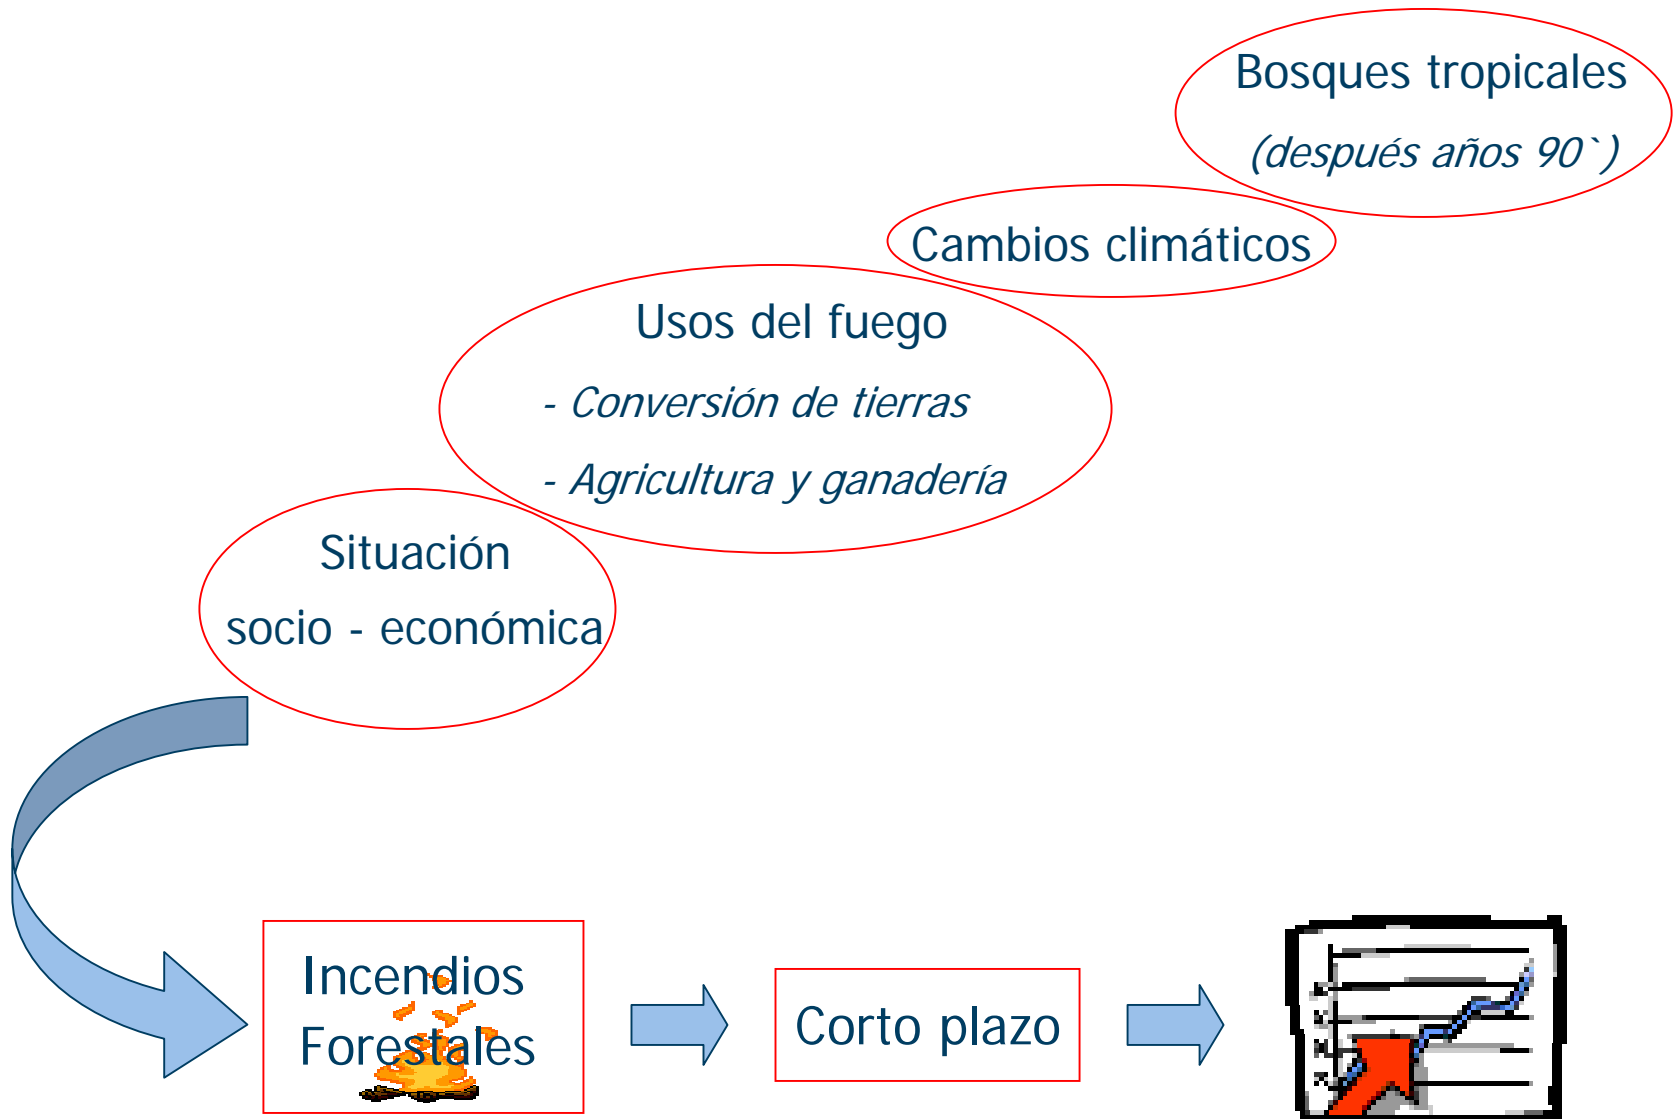 Bosques tropicales
(después años 90`)
Cambios climáticos
Usos del fuego
- Conversión de tierras
- Agricultura y ganadería
Situación
socio - económica
Incendios
Forestales
Corto plazo